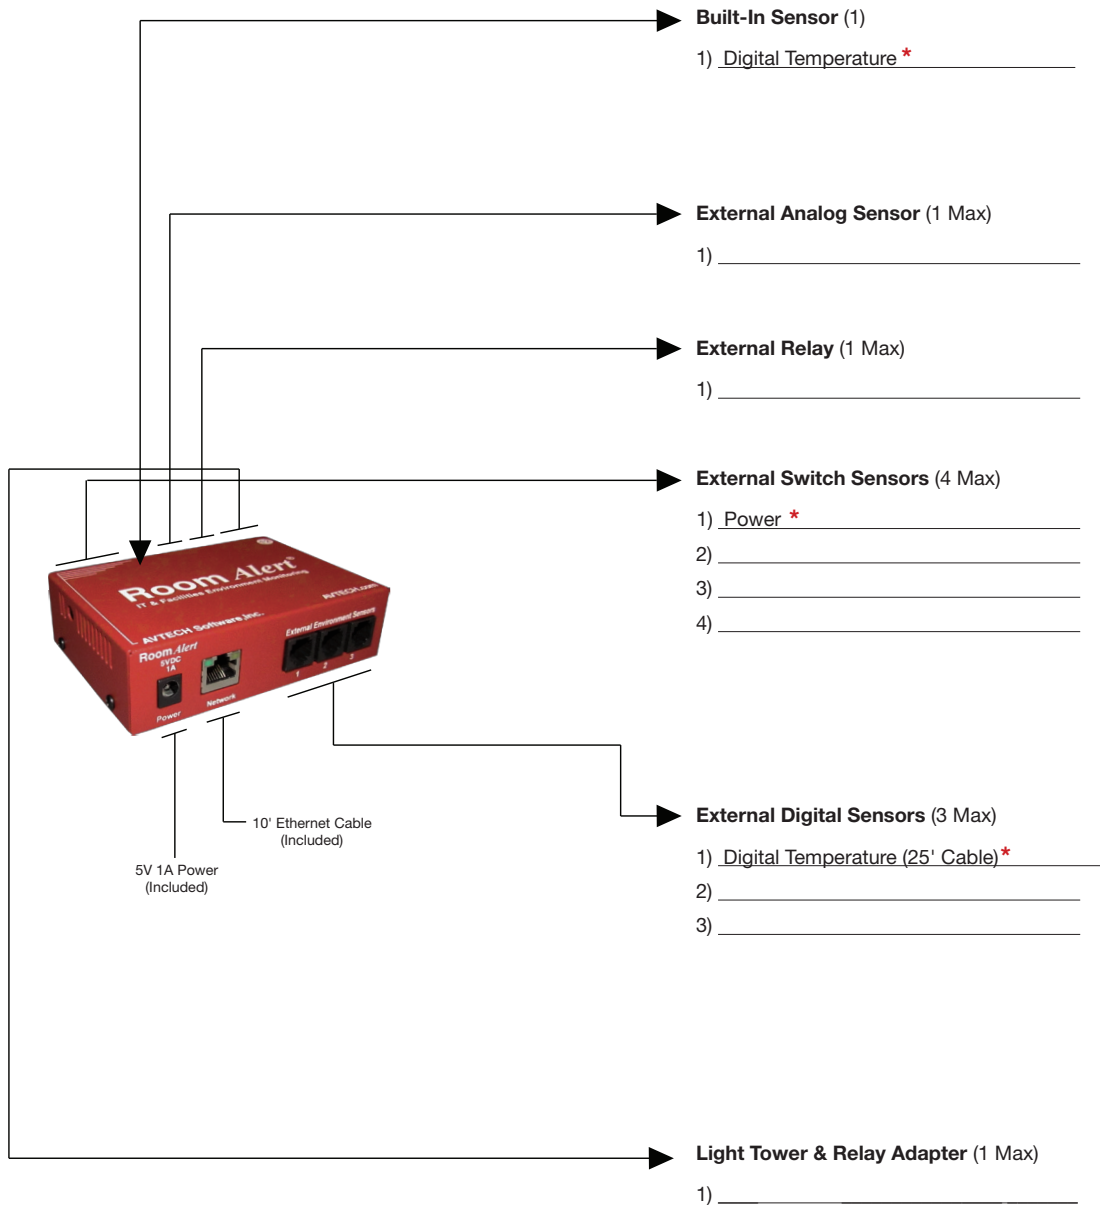 Built-In Sensor (1)
1) Digital Temperature *
External Analog Sensor (1 Max)
1)
External Relay (1 Max)
1)
External Switch Sensors (4 Max)
1) Power *
2)
3)
4)
Room Alert®
IT & Facilities Environment Monitoring
AVTECH.com
AVTECH Software, Inc.
Room Alert
5VDC
1A
Power
Network
External Environment Sensors
1 2 3
10' Ethernet Cable
(Included)
5V 1A Power
(Included)
External Digital Sensors (3 Max)
1) Digital Temperature (25' Cable) *
2)
3)
Light Tower & Relay Adapter (1 Max)
1)